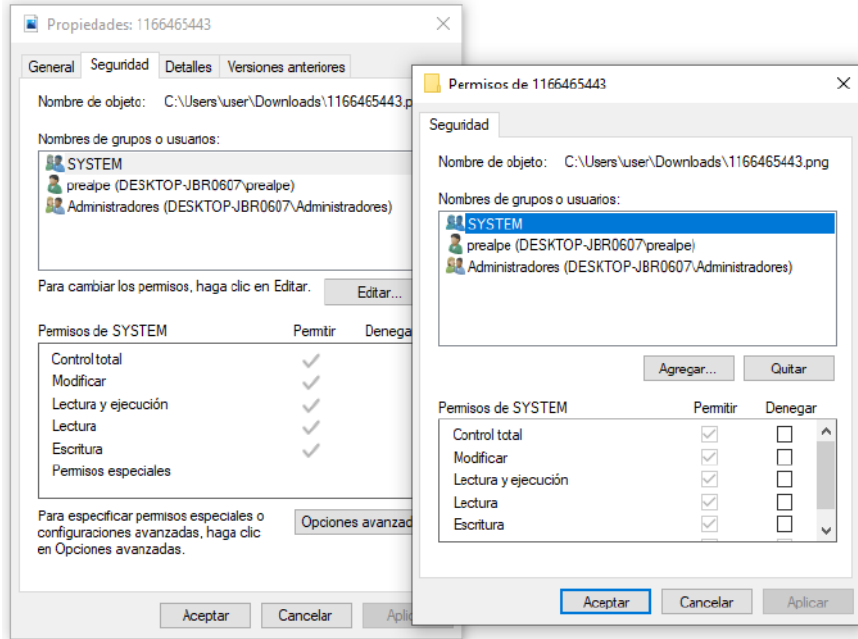 Propiedades: 1166465443
General Seguridad Detalles Versiones anteriores
Nombre de objeto: C:\Users\user\Downloads\1166465443.p
Nombres de grupos o usuarios:
SYSTEM
prealpe (DESKTOP-JBR0607\prealpe)
Administradores (DESKTOP-JBR0607\Administradores)
Para cambiar los permisos, haga clic en Editar.
Editar...
Permisos de SYSTEM Permitir Denega
Control total
Modificar
Lectura y ejecución
Lectura
Escritura
Permisos especiales
Para especificar permisos especiales o
configuraciones avanzadas, haga clic
en Opciones avanzadas.
Opciones avanzad
Aceptar Cancelar Aplic
Permisos de 1166465443
Seguridad
Nombre de objeto: C:\Users\user\Downloads\1166465443.png
Nombres de grupos o usuarios:
SYSTEM
prealpe (DESKTOP-JBR0607\prealpe)
Administradores (DESKTOP-JBR0607\Administradores)
Agregar... Quitar
Permisos de SYSTEM Permitir Denegar
Control total
Modificar
Lectura y ejecución
Lectura
Escritura
Aceptar Cancelar Aplicar